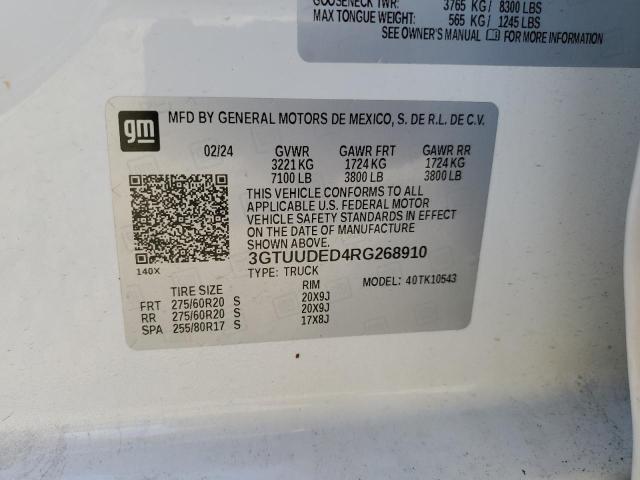 GOOSENECK TWR: 3765 KG/ 8300 LBS
MAX TONGUE WEIGHT: 565 KG/ 1245LBS
SEE OWNER'S MANUAL FOR MORE INFORMATION
gm
MFD BY GENERAL MOTORS DE MEXICO, S. DE R.L. DE C.V.
02/24 GVWR GAWR FRT GAWR RR
3221 KG 1724 KG 1724 KG
7100 LB 3800 LB 3800 LB
THIS VEHICLE CONFORMS TO ALL
APPLICABLE U.S. FEDERAL MOTOR
VEHICLE SAFETY STANDARDS IN EFFECT
ON THE DATE OF MANUFACTURE
SHOWN ABOVE.
3GTUUDED4RG268910
140X
TYPE: TRUCK MODEL: 40TK10543
TIRE SIZE RIM
FRT 275/60R20 S 20X9J
RR 275/60R20 S 20X9J
SPA 255/80R17 S 17X8J